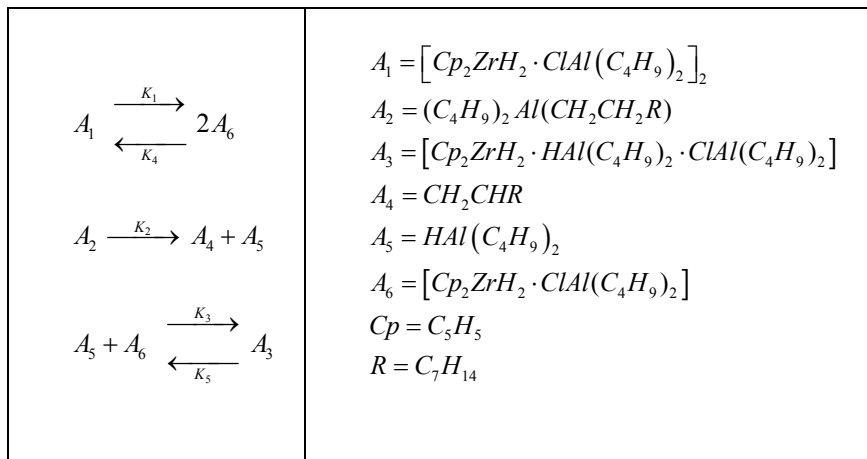 A₁ ⇄ 2A₆ (K₁, K₄)
A₂ → A₄ + A₅ (K₂)
A₅ + A₆ ⇄ A₃ (K₃, K₅)
A₁ = [Cp₂ZrH₂ · ClAl(C₄H₉)₂]₂
A₂ = (C₄H₉)₂Al(CH₂CH₂R)
A₃ = [Cp₂ZrH₂ · HAl(C₄H₉)₂ · ClAl(C₄H₉)₂]
A₄ = CH₂CHR
A₅ = HAl(C₄H₉)₂
A₆ = [Cp₂ZrH₂ · ClAl(C₄H₉)₂]
Cp = C₅H₅
R = C₇H₁₄